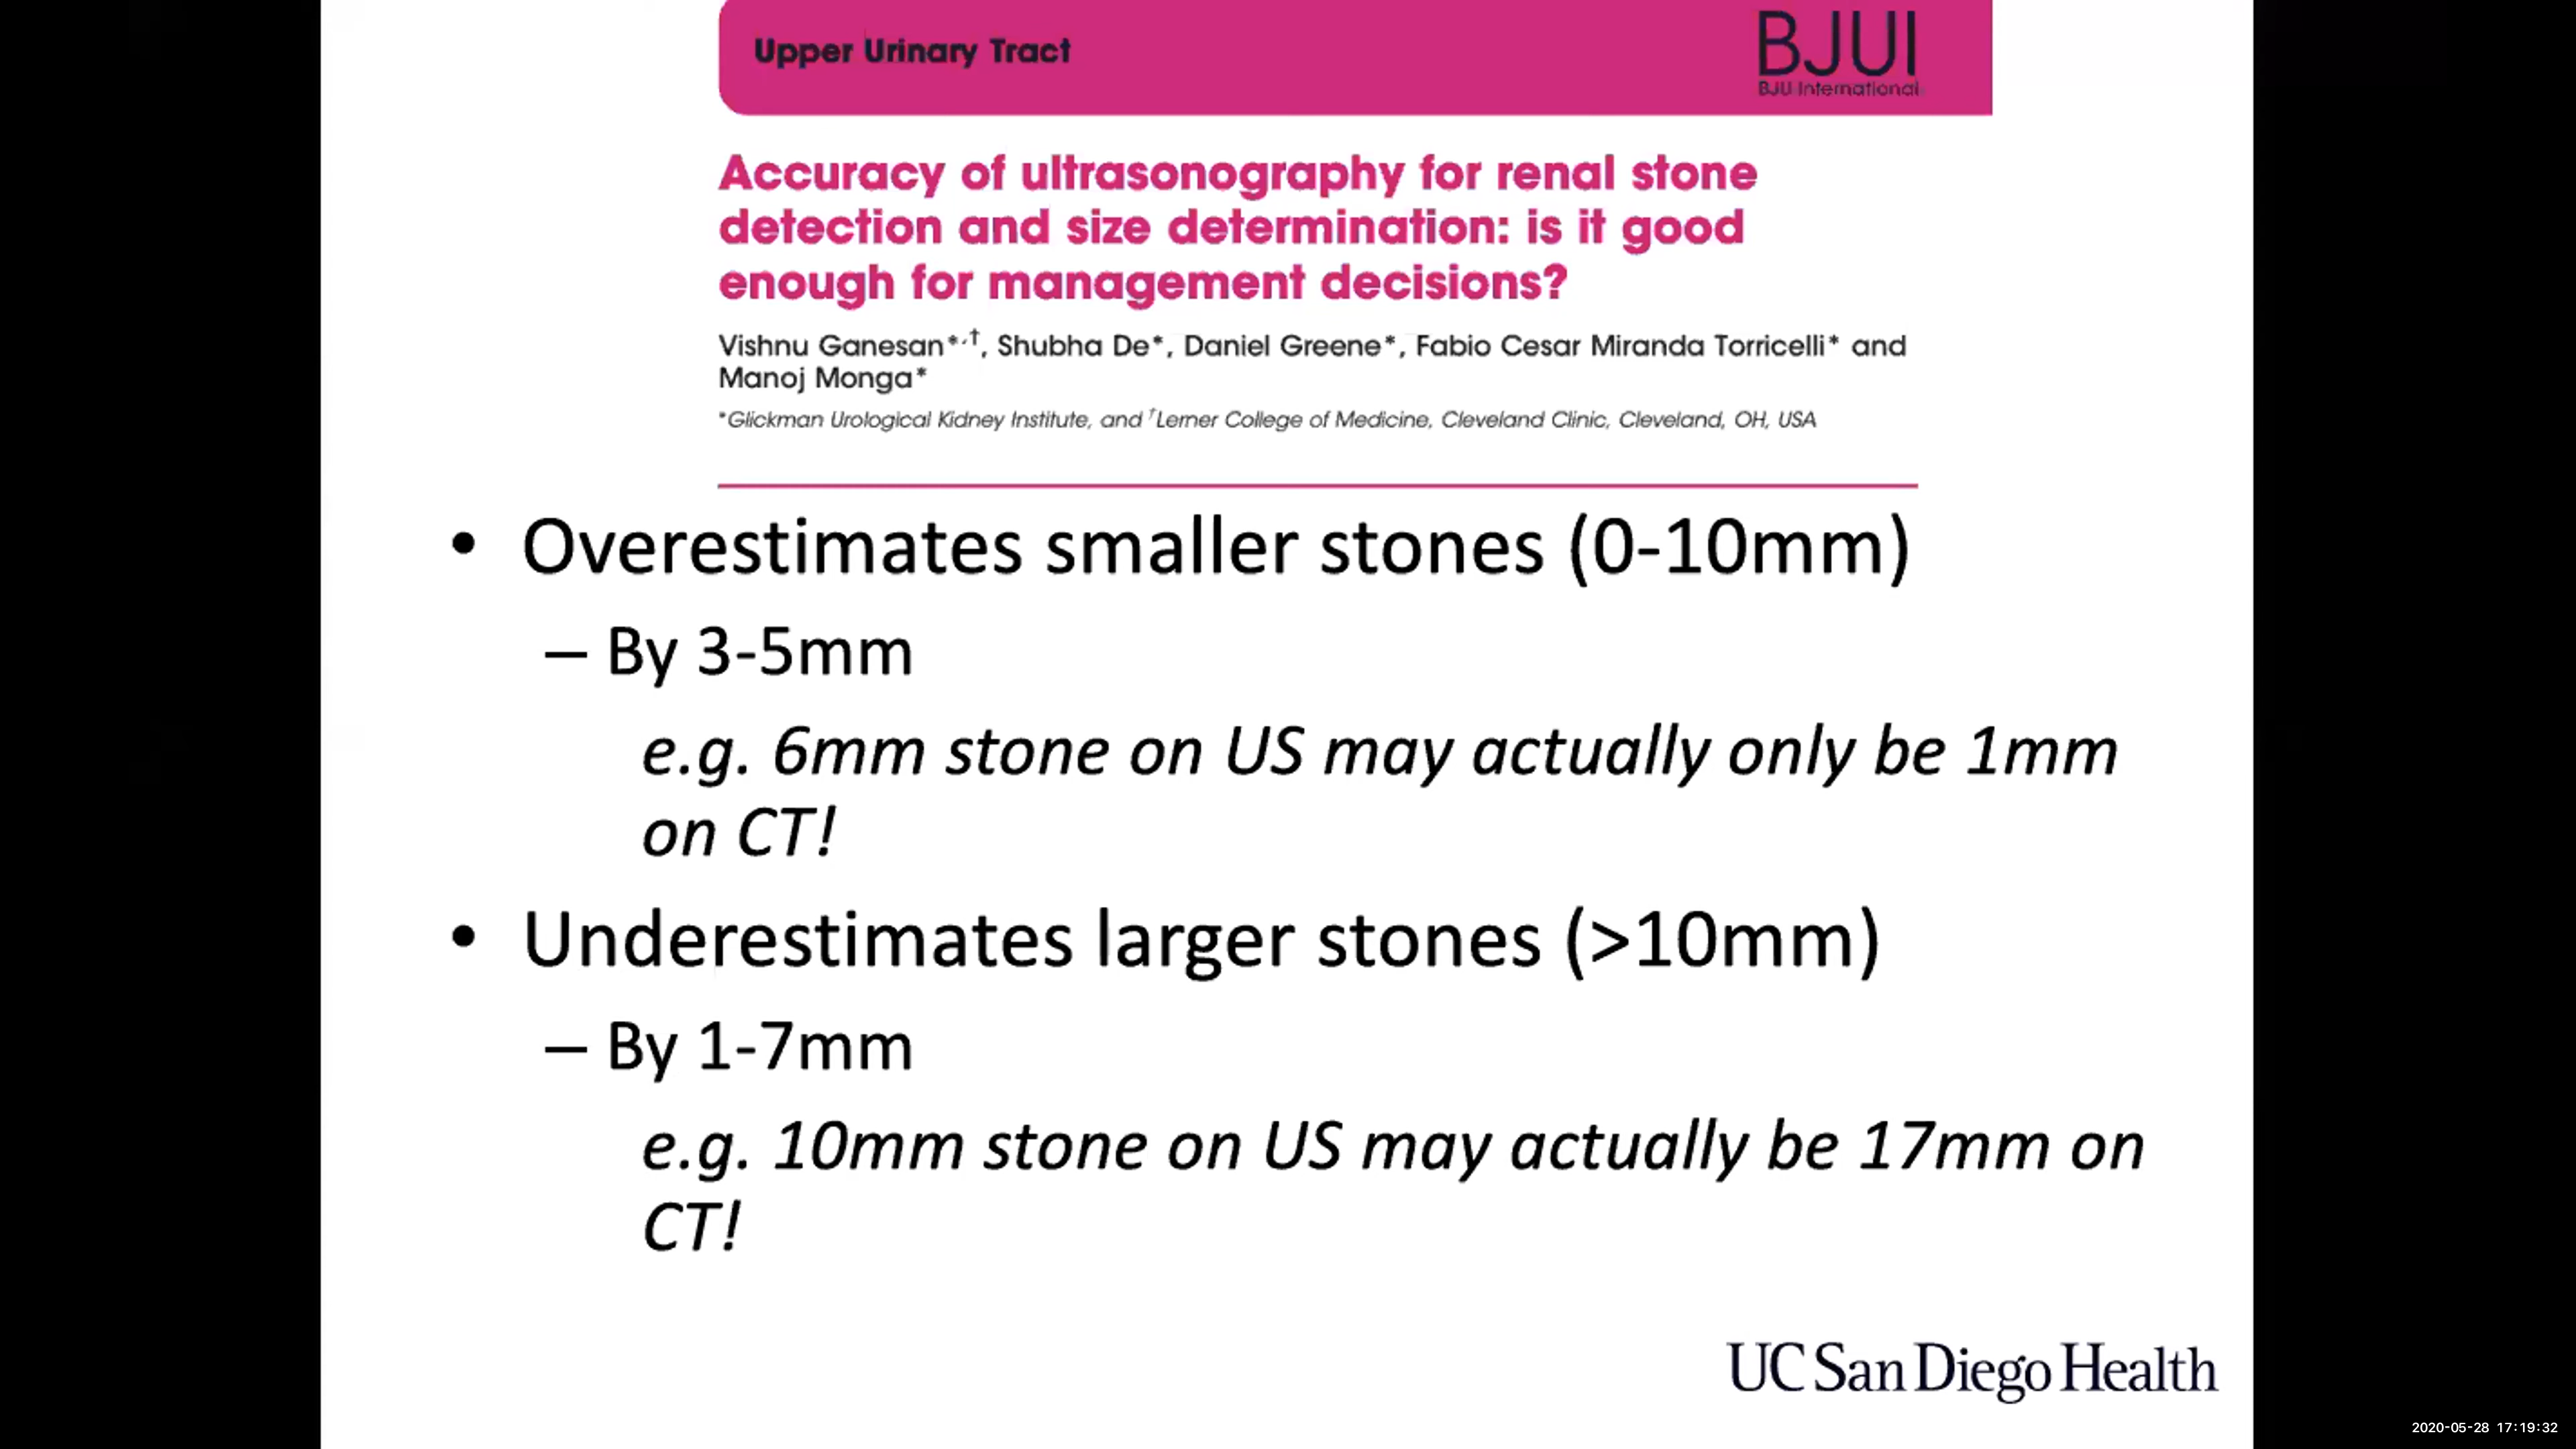 Upper Urinary Tract
BJUI
BJU International
Accuracy of ultrasonography for renal stone
detection and size determination: is it good
enough for management decisions?
Vishnu Ganesan*,†, Shubha De*, Daniel Greene*, Fabio Cesar Miranda Torricelli* and
Manoj Monga*
*Glickman Urological Kidney Institute, and †Lerner College of Medicine, Cleveland Clinic, Cleveland, OH, USA
• Overestimates smaller stones (0-10mm)
– By 3-5mm
e.g. 6mm stone on US may actually only be 1mm
on CT!
• Underestimates larger stones (>10mm)
– By 1-7mm
e.g. 10mm stone on US may actually be 17mm on
CT!
UC San Diego Health
2020-05-28 17:19:32